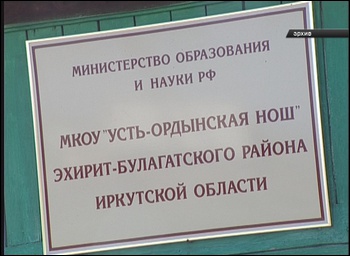 архив
МИНИСТЕРСТВО ОБРАЗОВАНИЯ
И НАУКИ РФ
МКОУ "УСТЬ-ОРДЫНСКАЯ НОШ"
ЭХИРИТ-БУЛАГАТСКОГО РАЙОНА
ИРКУТСКОЙ ОБЛАСТИ